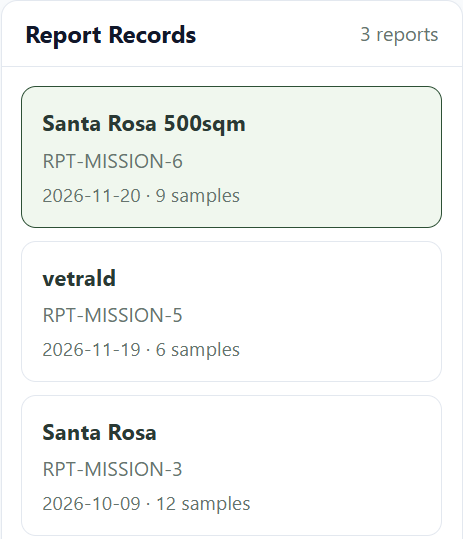 Report Records
3 reports
Santa Rosa 500sqm
RPT-MISSION-6
2026-11-20 · 9 samples
vetrald
RPT-MISSION-5
2026-11-19 · 6 samples
Santa Rosa
RPT-MISSION-3
2026-10-09 · 12 samples